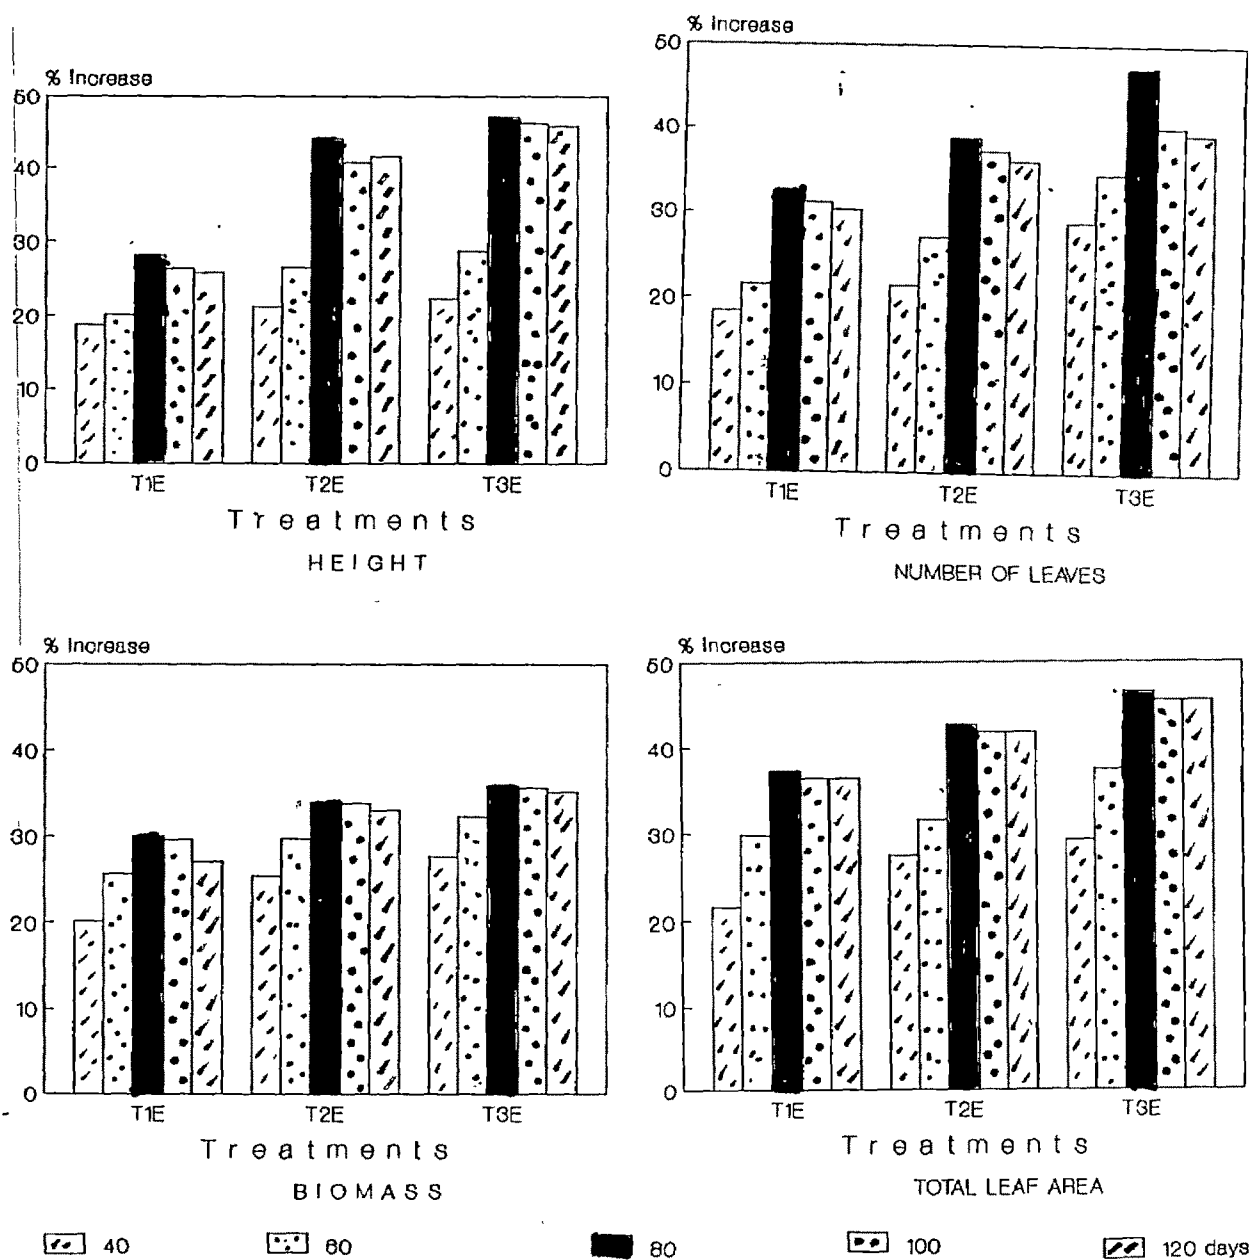 % Increase
50
40
30
20
10
0
T1E T2E T3E
Treatments
HEIGHT
% Increase
50
40
30
20
10
0
T1E T2E T3E
Treatments
NUMBER OF LEAVES
% Increase
50
40
30
20
10
0
T1E T2E T3E
Treatments
BIOMASS
% Increase
50
40
30
20
10
0
T1E T2E T3E
Treatments
TOTAL LEAF AREA
40 60 80 100 120 days